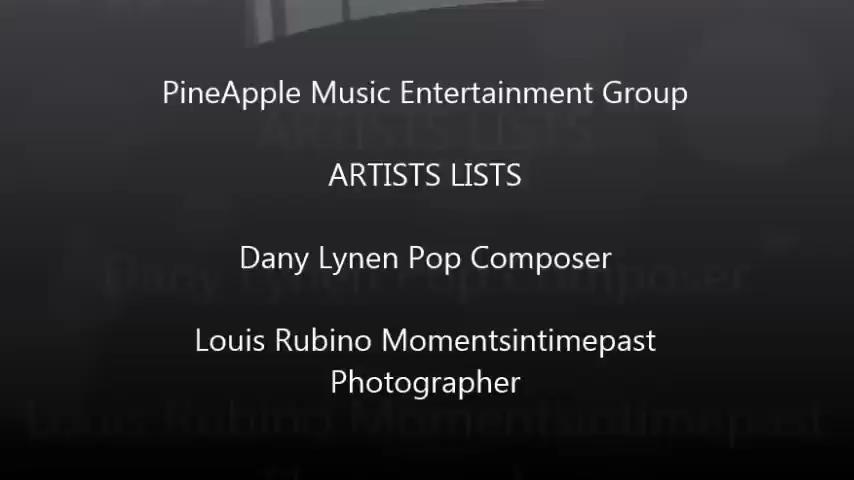 PineApple Music Entertainment Group
ARTISTS LISTS
Dany Lynen Pop Composer
Louis Rubino Momentsintimepast
Photographer